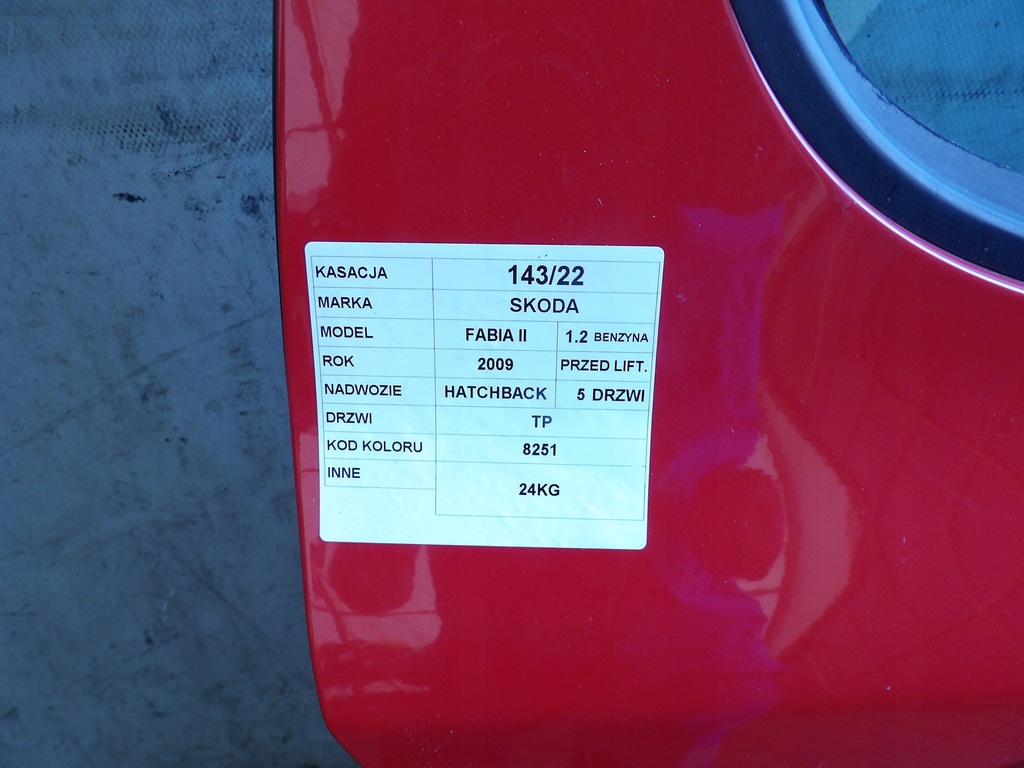 KASACJA 143/22
MARKA SKODA
MODEL FABIA II 1.2 BENZYNA
ROK 2009 PRZED LIFT.
NADWOZIE HATCHBACK 5 DRZWI
DRZWI TP
KOD KOLORU 8251
INNE 24KG